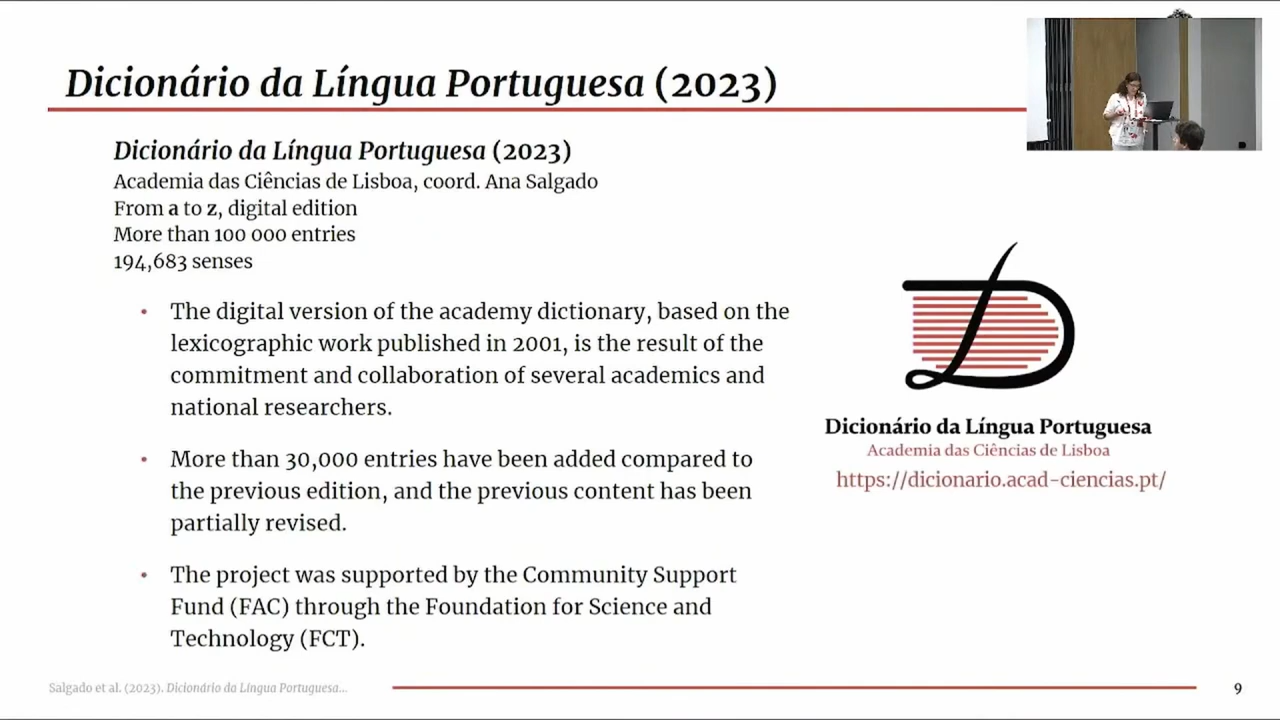 Dicionário da Língua Portuguesa (2023)
Dicionário da Língua Portuguesa (2023)
Academia das Ciências de Lisboa, coord. Ana Salgado
From a to z, digital edition
More than 100 000 entries
194,683 senses
• The digital version of the academy dictionary, based on the
lexicographic work published in 2001, is the result of the
commitment and collaboration of several academics and
national researchers.
• More than 30,000 entries have been added compared to
the previous edition, and the previous content has been
partially revised.
• The project was supported by the Community Support
Fund (FAC) through the Foundation for Science and
Technology (FCT).
Dicionário da Língua Portuguesa
Academia das Ciências de Lisboa
https://dicionario.acad-ciencias.pt/
Salgado et al. (2023). Dicionário da Língua Portuguesa...
9